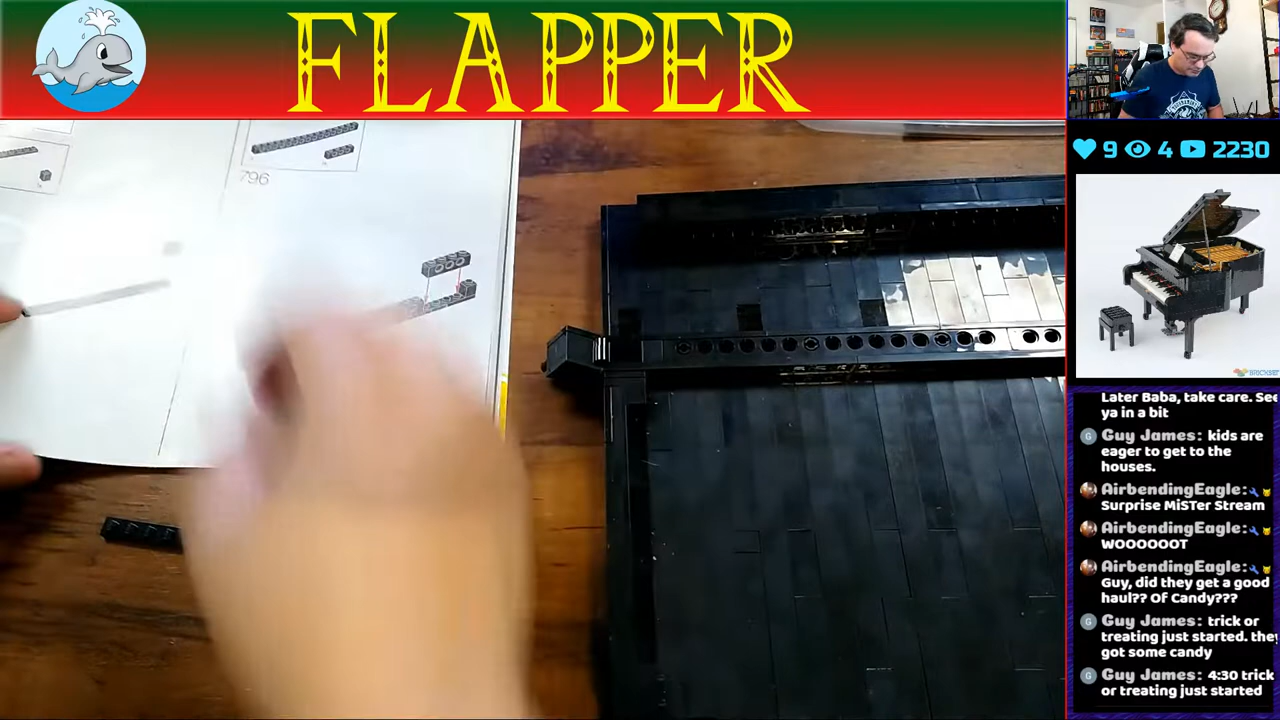 FLAPPER
796
9 4 2230
BRICKSET
Later Baba, take care. See
ya in a bit
G Guy James: kids are
eager to get to the
houses.
AirbendingEagle:
Surprise MiSTer Stream
AirbendingEagle:
WOOOOOOT
AirbendingEagle:
Guy, did they get a good
haul?? Of Candy???
G Guy James: trick or
treating just started. they
got some candy
G Guy James: 4:30 trick
or treating just started